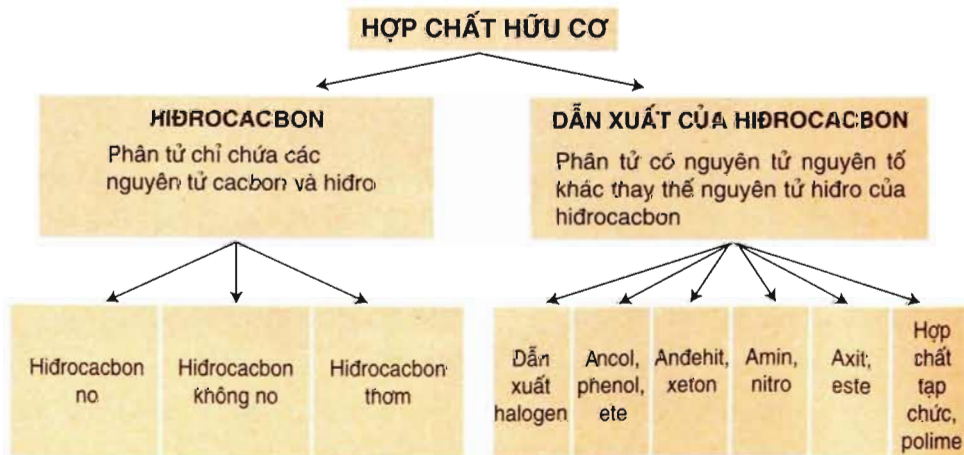 HỢP CHẤT HỮU CƠ
HIĐROCACBON
Phân tử chỉ chứa các
nguyên tử cacbon và hiđro
DẪN XUẤT CỦA HIĐROCACBON
Phân tử có nguyên tử nguyên tố
khác thay thế nguyên tử hiđro của
hiđrocacbon
Hiđrocacbon
no
Hiđrocacbon
không no
Hiđrocacbon
thơm
Dẫn
xuất
halogen
Ancol,
phenol,
ete
Anđehit,
xeton
Amin,
nitro
Axit,
este
Hợp
chất
tạp
chức,
polime